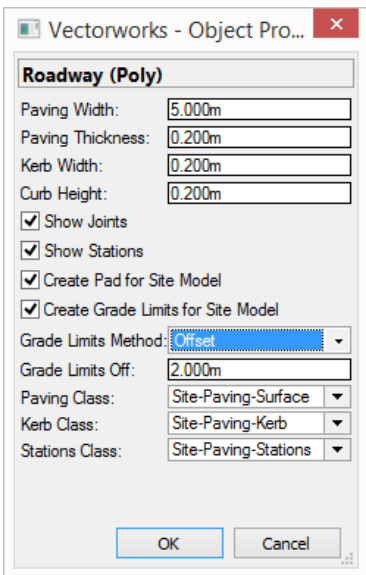 Vectorworks - Object Pro...
Roadway (Poly)
Paving Width: 5.000m
Paving Thickness: 0.200m
Kerb Width: 0.200m
Curb Height: 0.200m
Show Joints
Show Stations
Create Pad for Site Model
Create Grade Limits for Site Model
Grade Limits Method: Offset
Grade Limits Off: 2.000m
Paving Class: Site-Paving-Surface
Kerb Class: Site-Paving-Kerb
Stations Class: Site-Paving-Stations
OK Cancel